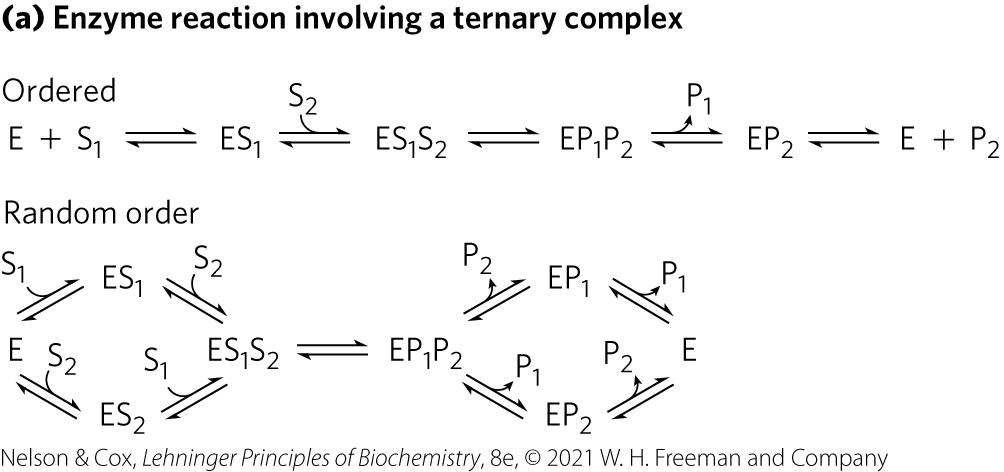 (a) Enzyme reaction involving a ternary complex
Ordered
S₂ P₁
E + S₁ ES₁ ES₁S₂ EP₁P₂ EP₂ E + P₂
Random order
S₁ ES₁ S₂ P₂ EP₁ P₁
E S₂ S₁ ES₁S₂ EP₁P₂ P₁ P₂ E
ES₂ EP₂
Nelson & Cox, Lehninger Principles of Biochemistry, 8e, © 2021 W. H. Freeman and Company